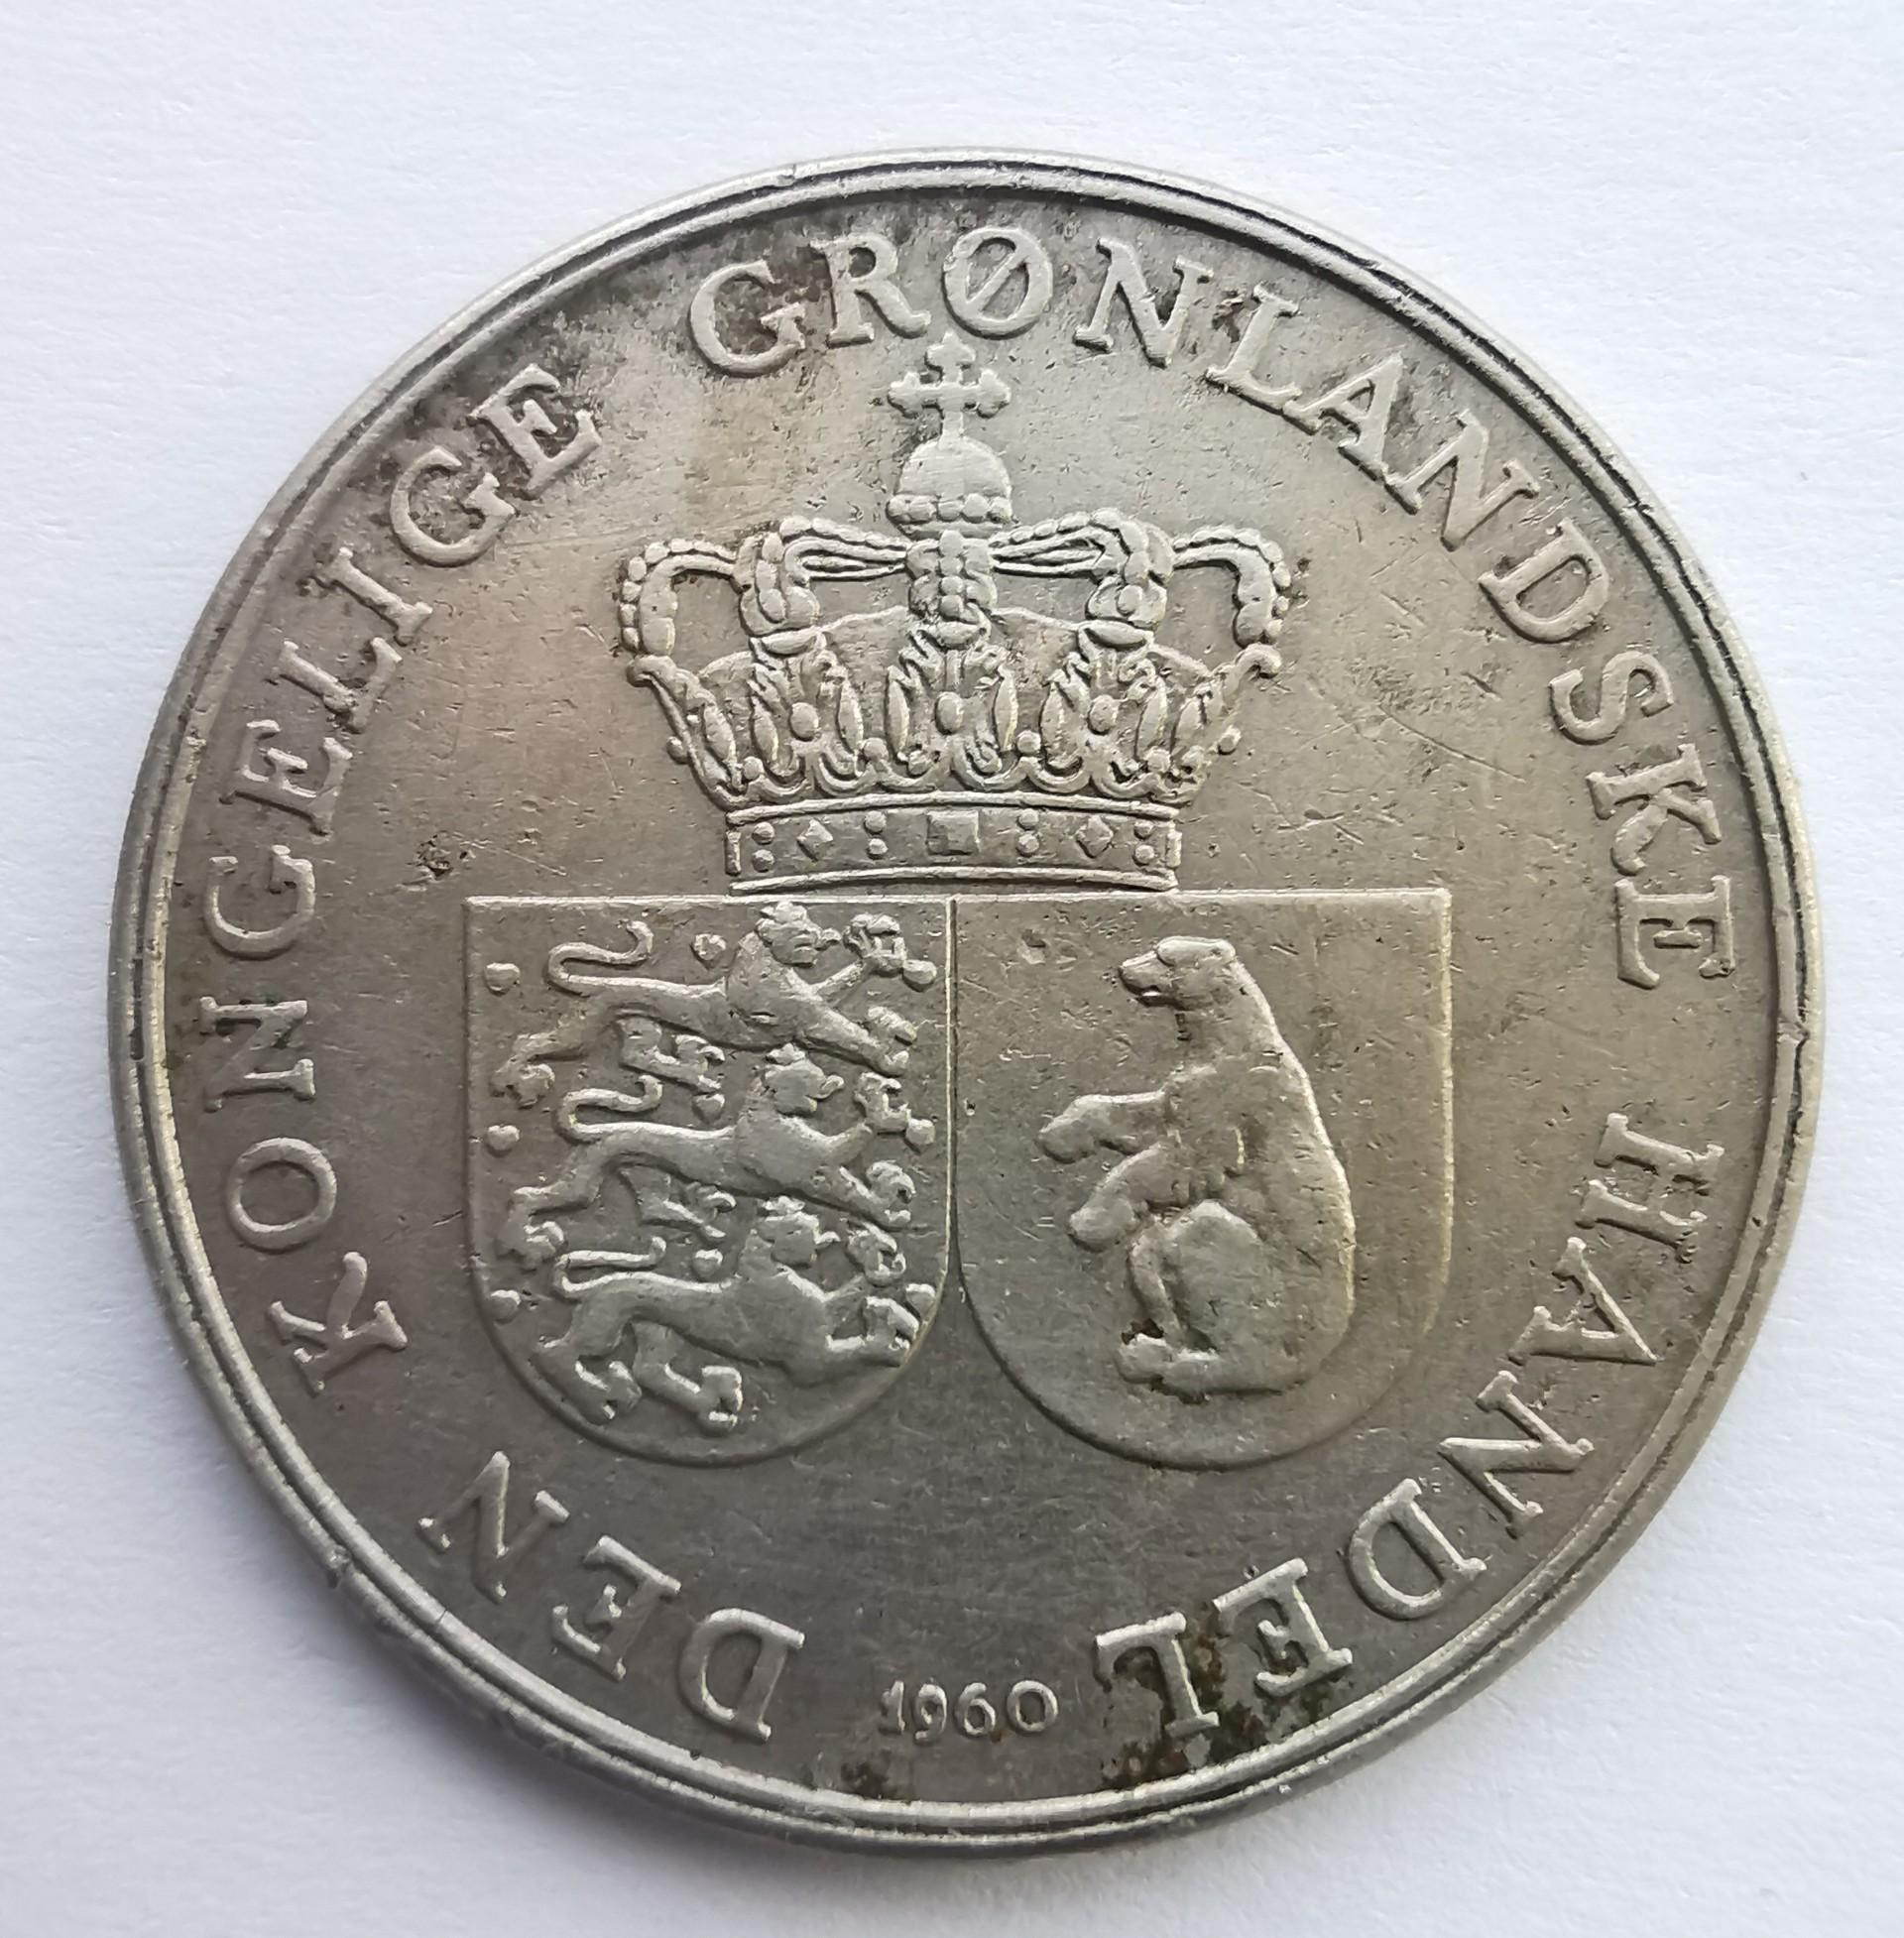 DEN KONGELIGE GRØNLANDSKE HANDEL
1960